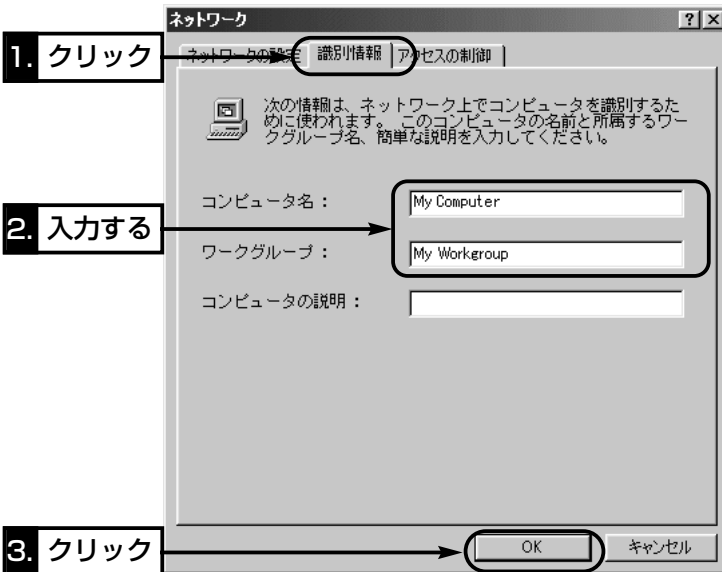 ネットワーク
? ×
1. クリック
ネットワークの設定 識別情報 アクセスの制御
次の情報は、ネットワーク上でコンピュータを識別するた
めに使われます。 このコンピュータの名前と所属するワー
クグループ名、簡単な説明を入力してください。
2. 入力する
コンピュータ名：
My Computer
ワークグループ：
My Workgroup
コンピュータの説明：
3. クリック
OK キャンセル